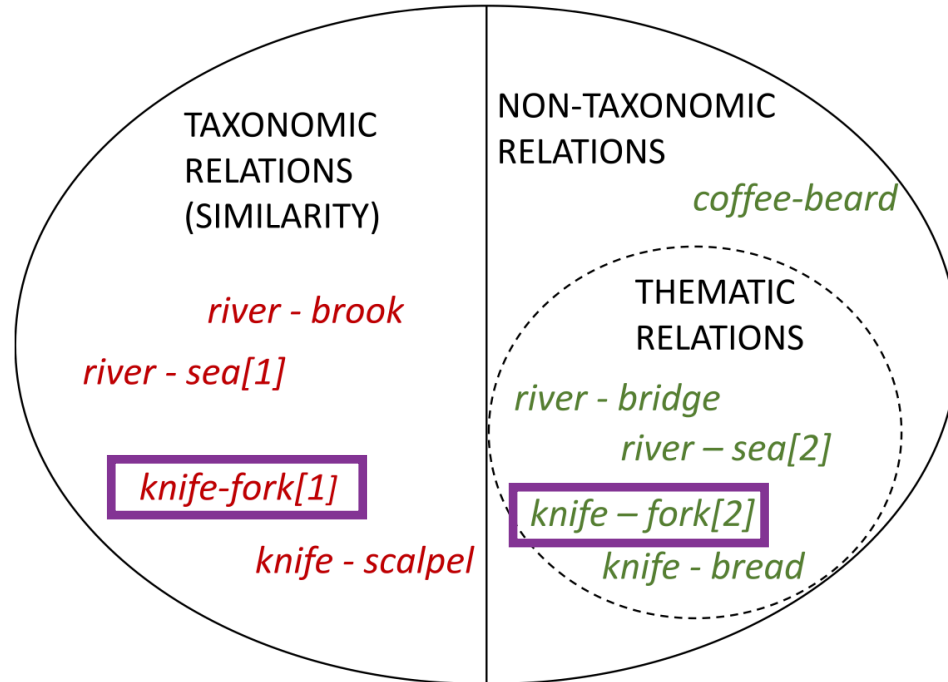 TAXONOMIC
RELATIONS
(SIMILARITY)
river - brook
river - sea[1]
knife-fork[1]
knife - scalpel
NON-TAXONOMIC
RELATIONS
coffee-beard
THEMATIC
RELATIONS
river - bridge
river – sea[2]
knife – fork[2]
knife - bread